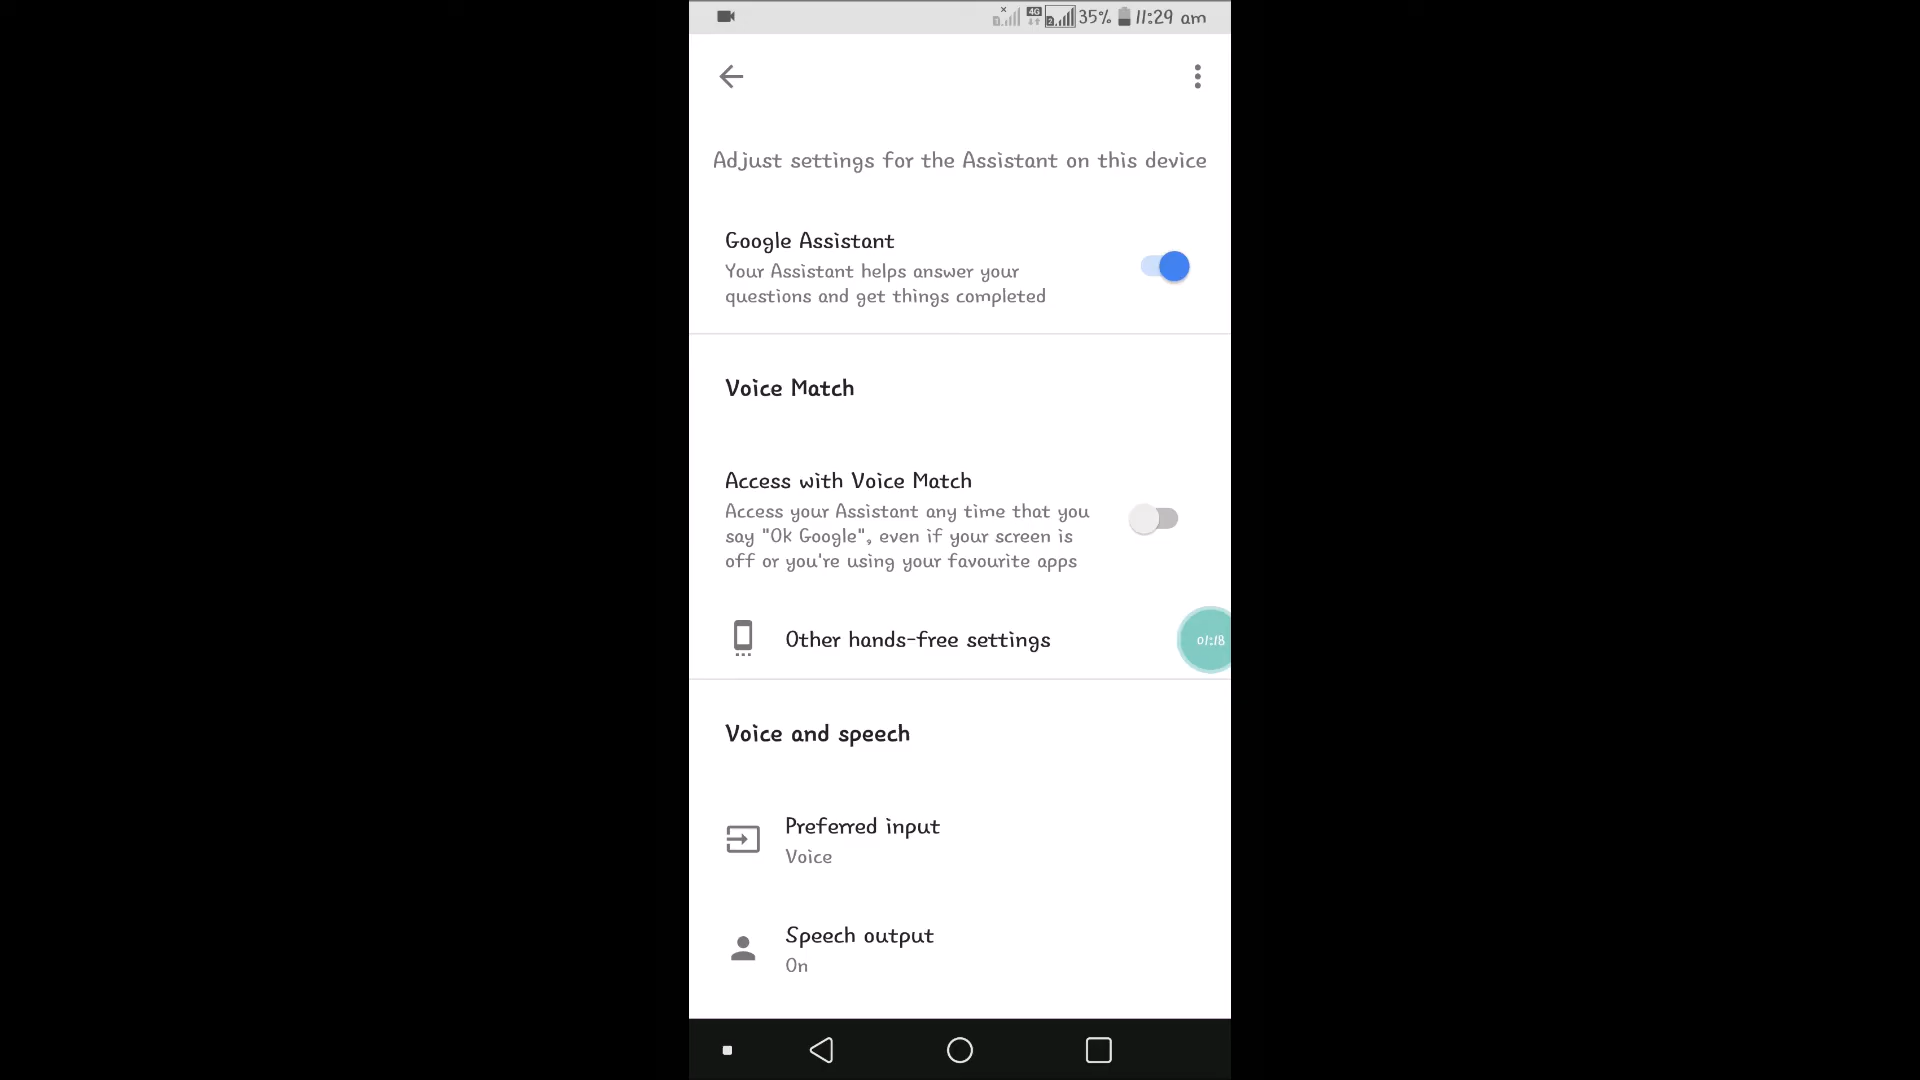 4G 35% 11:29 am
Adjust settings for the Assistant on this device
Google Assistant
Your Assistant helps answer your
questions and get things completed
Voice Match
Access with Voice Match
Access your Assistant any time that you
say "Ok Google", even if your screen is
off or you're using your favourite apps
Other hands-free settings
01:18
Voice and speech
Preferred input
Voice
Speech output
On